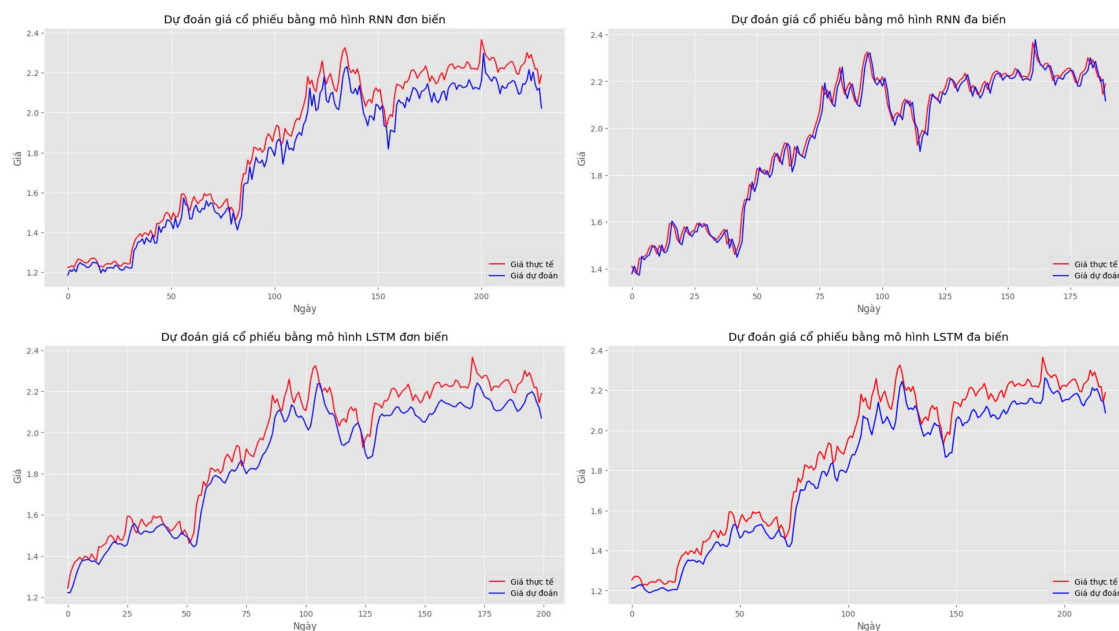 Dự đoán giá cổ phiếu bằng mô hình RNN đơn biến
2.4
2.2
2.0
1.8
1.6
1.4
1.2
Giá
0
50
100
150
200
Ngày
Giá thực tế
Giá dự đoán
Dự đoán giá cổ phiếu bằng mô hình RNN đa biến
2.4
2.2
2.0
1.8
1.6
1.4
Giá
0
25
50
75
100
125
150
175
Ngày
Giá thực tế
Giá dự đoán
Dự đoán giá cổ phiếu bằng mô hình LSTM đơn biến
2.4
2.2
2.0
1.8
1.6
1.4
1.2
Giá
0
25
50
75
100
125
150
175
200
Ngày
Giá thực tế
Giá dự đoán
Dự đoán giá cổ phiếu bằng mô hình LSTM đa biến
2.4
2.2
2.0
1.8
1.6
1.4
1.2
Giá
0
50
100
150
200
Ngày
Giá thực tế
Giá dự đoán